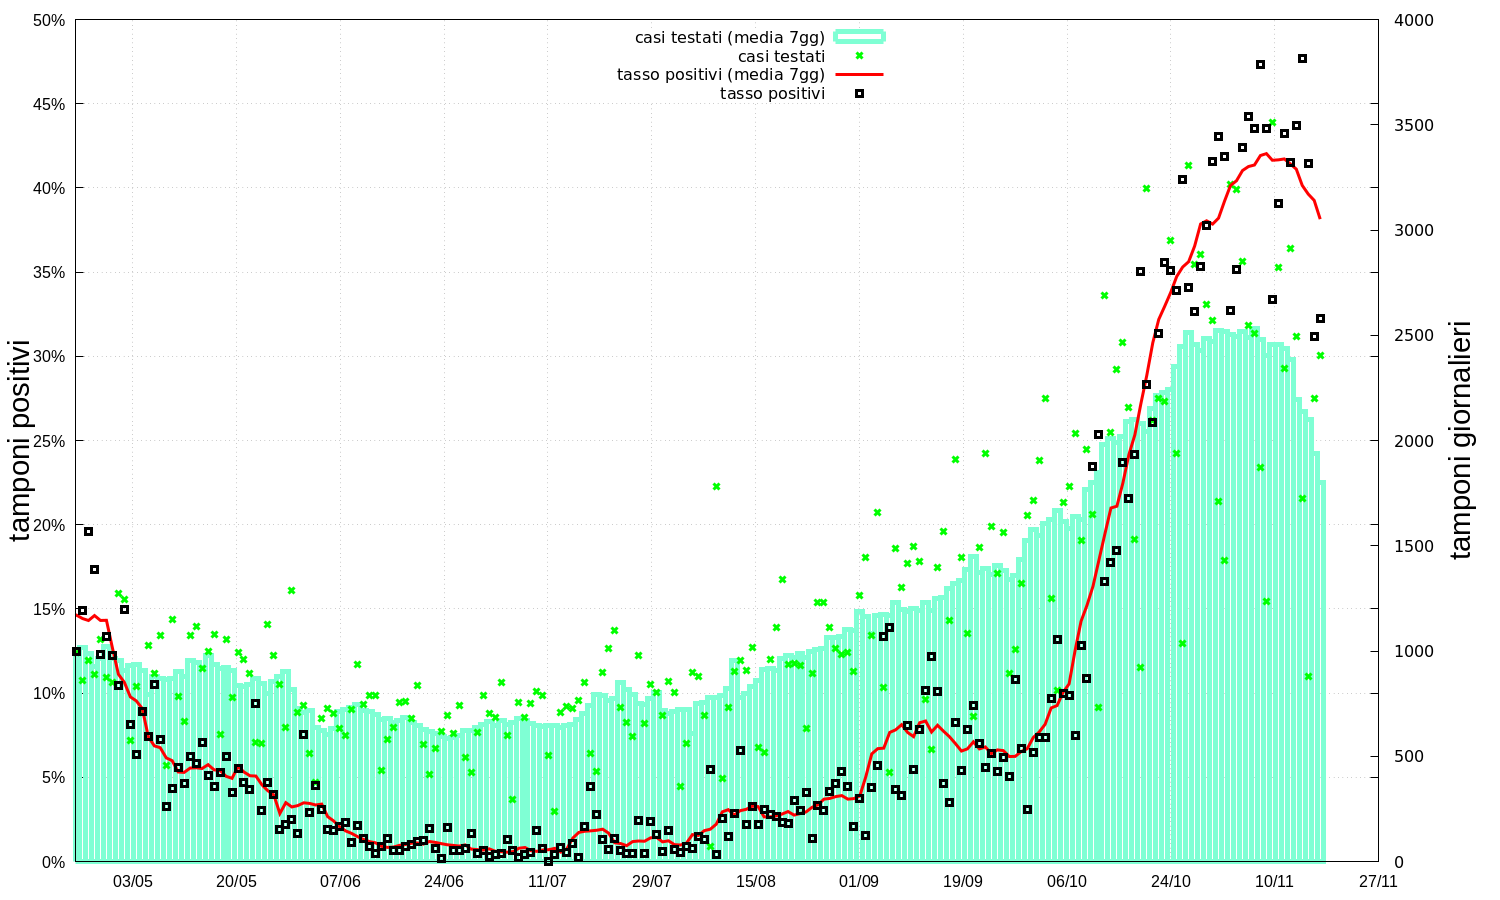 casi testati (media 7gg)
casi testati
tasso positivi (media 7gg)
tasso positivi
50%
45%
40%
35%
30%
25%
20%
15%
10%
5%
0%
tamponi positivi
4000
3500
3000
2500
2000
1500
1000
500
0
tamponi giornalieri
03/05 20/05 07/06 24/06 11/07 29/07 15/08 01/09 19/09 06/10 24/10 10/11 27/11